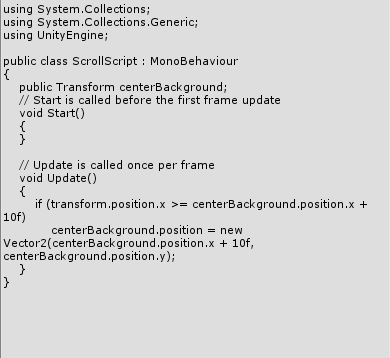 using System.Collections;
using System.Collections.Generic;
using UnityEngine;

public class ScrollScript : MonoBehaviour
{
    public Transform centerBackground;
    // Start is called before the first frame update
    void Start()
    {
    }

    // Update is called once per frame
    void Update()
    {
        if (transform.position.x >= centerBackground.position.x +
10f)
            centerBackground.position = new
Vector2(centerBackground.position.x + 10f,
centerBackground.position.y);
    }
}